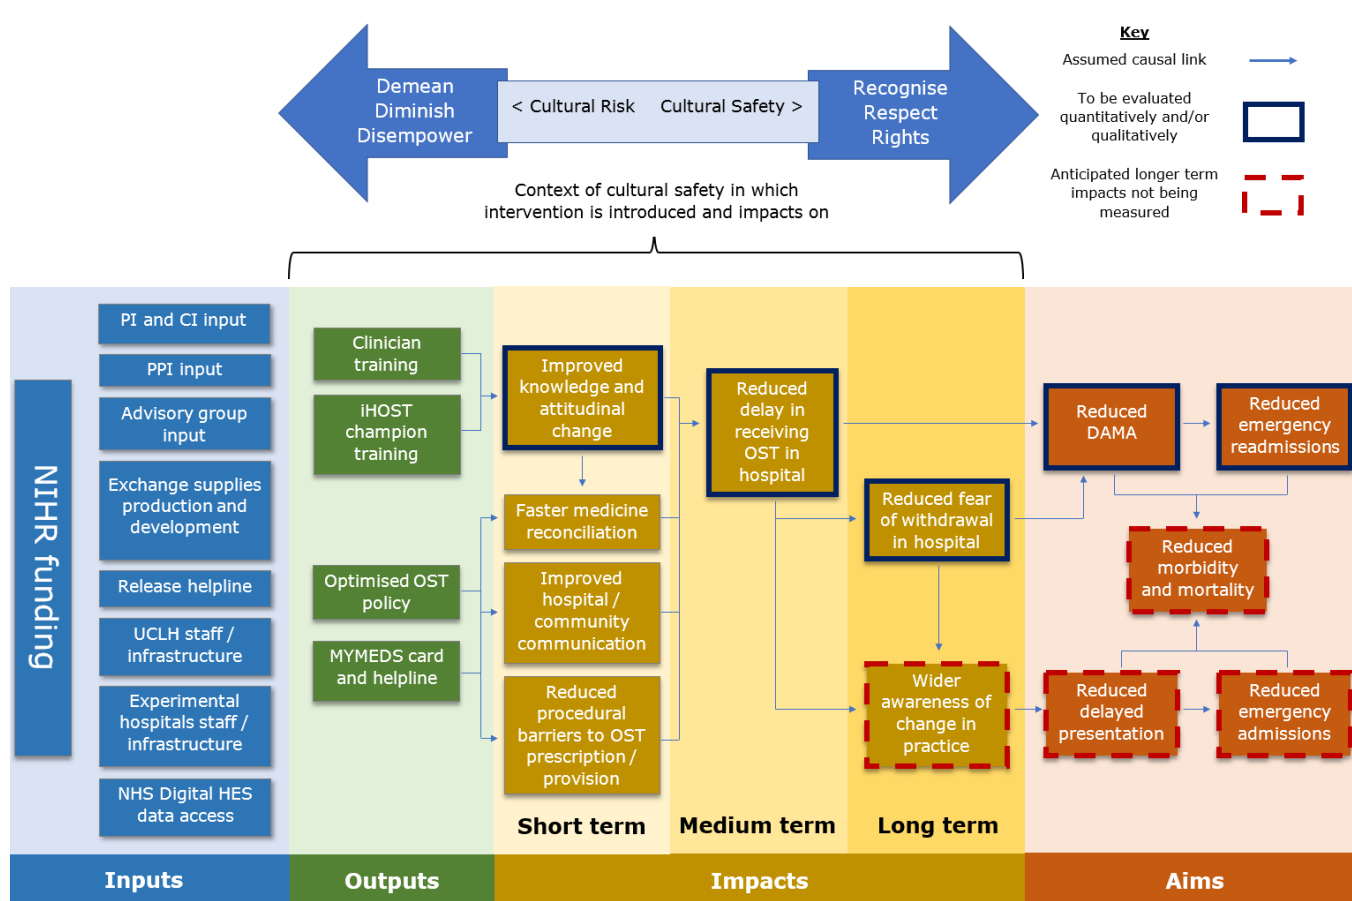 Demean
Diminish
Disempower
< Cultural Risk    Cultural Safety >
Recognise
Respect
Rights
Key
Assumed causal link
To be evaluated
quantitatively and/or
qualitatively
Anticipated longer term
impacts not being
measured
Context of cultural safety in which
intervention is introduced and impacts on
NIHR funding
PI and CI input
PPI input
Advisory group
input
Exchange supplies
production and
development
Release helpline
UCLH staff /
infrastructure
Experimental
hospitals staff /
infrastructure
NHS Digital HES
data access
Clinician
training
iHOST
champion
training
Optimised OST
policy
MYMEDS card
and helpline
Improved
knowledge and
attitudinal
change
Faster medicine
reconciliation
Improved
hospital /
community
communication
Reduced
procedural
barriers to OST
prescription /
provision
Reduced
delay in
receiving
OST in
hospital
Reduced fear
of withdrawal
in hospital
Wider
awareness of
change in
practice
Reduced
DAMA
Reduced
emergency
readmissions
Reduced
morbidity
and mortality
Reduced
delayed
presentation
Reduced
emergency
admissions
Short term
Medium term
Long term
Inputs
Outputs
Impacts
Aims